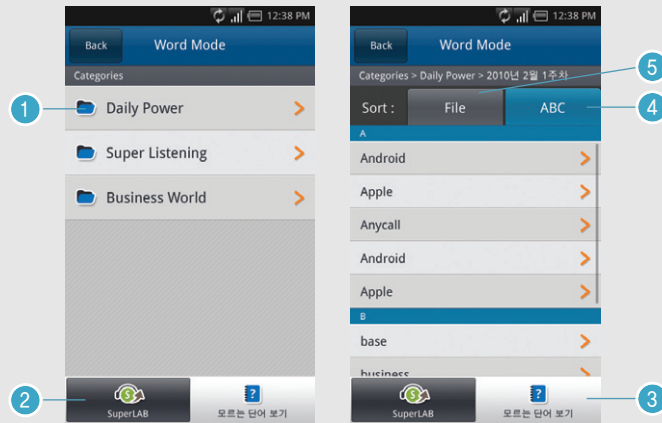 12:38 PM
Back
Word Mode
Categories
1
Daily Power
Super Listening
Business World
2
SuperLAB
?
모르는 단어 보기
12:38 PM
Back
Word Mode
Categories > Daily Power > 2010년 2월 1주차
5
Sort :
File
ABC
4
A
Android
Apple
Anycall
Android
Apple
B
base
business
SuperLAB
?
모르는 단어 보기
3